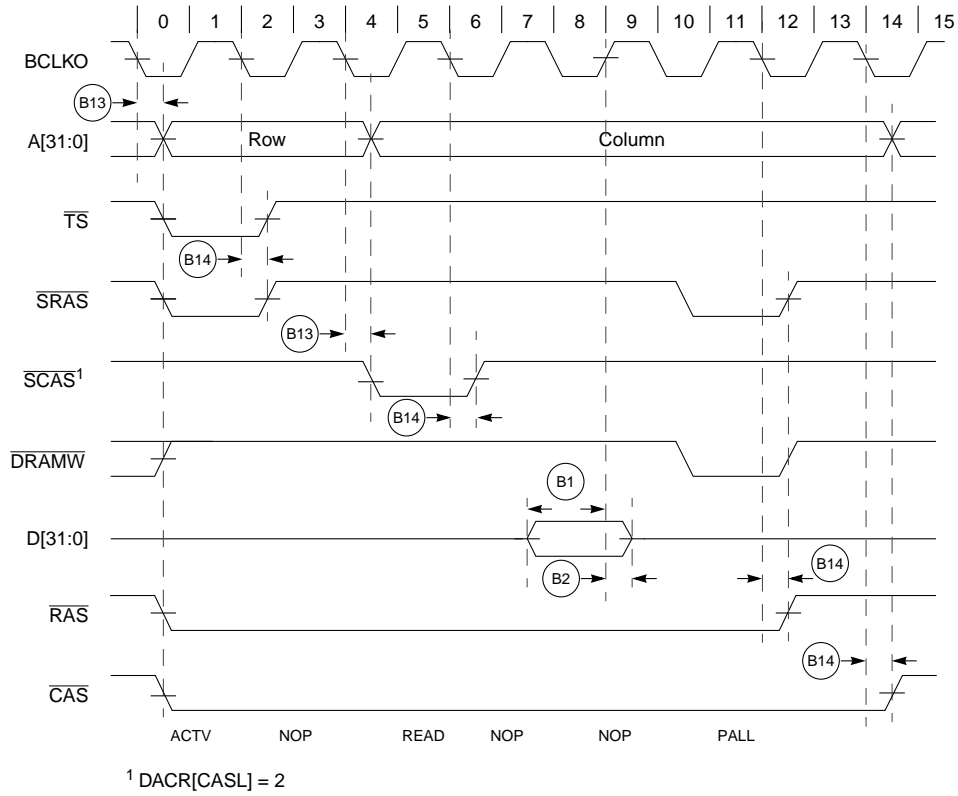 0 1 2 3 4 5 6 7 8 9 10 11 12 13 14 15
BCLKO
B13
A[31:0] Row Column
TS
B14
SRAS
B13
SCAS1
B14
DRAMW
B1
D[31:0]
B2 B14
RAS
B14
CAS
ACTV NOP READ NOP NOP PALL
1 DACR[CASL] = 2